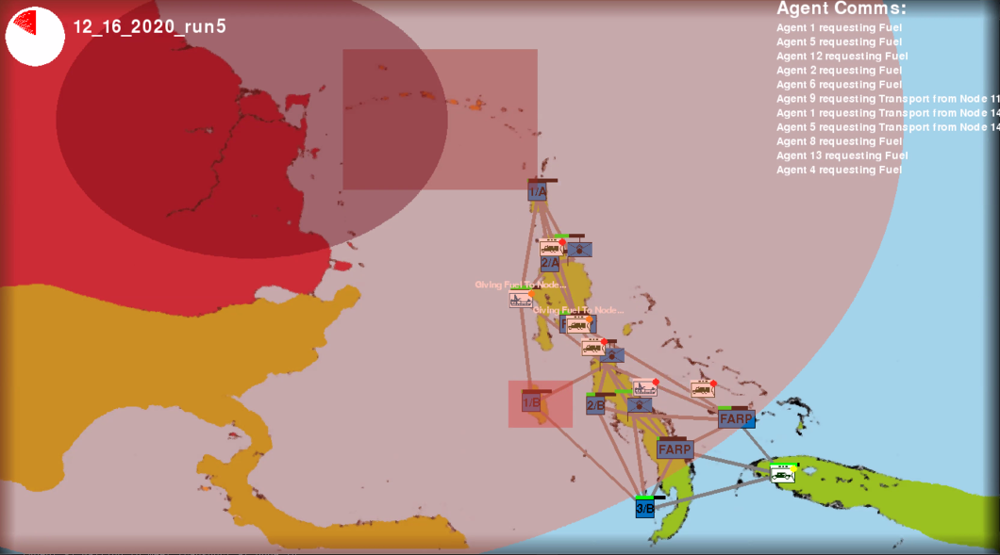 12_16_2020_run5
Agent Comms:
Agent 1 requesting Fuel
Agent 5 requesting Fuel
Agent 12 requesting Fuel
Agent 2 requesting Fuel
Agent 6 requesting Fuel
Agent 9 requesting Transport from Node 11
Agent 1 requesting Transport from Node 14
Agent 5 requesting Transport from Node 14
Agent 8 requesting Fuel
Agent 13 requesting Fuel
Agent 4 requesting Fuel
1/A
2/A
Giving Fuel To Node...
Giving Fuel To Node...
1/B
2/B
FARP
FARP
3/B